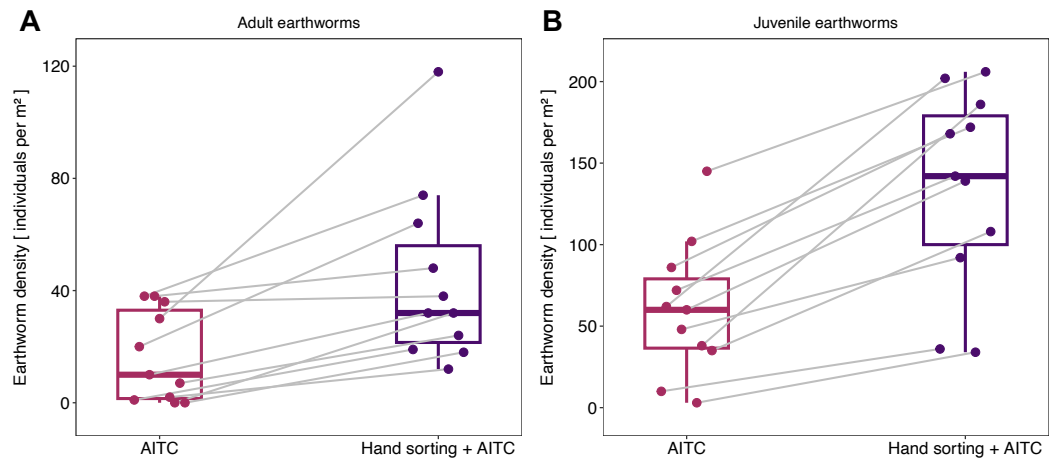 A
Adult earthworms
Earthworm density [ individuals per m² ]
120
80
40
0
AITC
Hand sorting + AITC
B
Juvenile earthworms
Earthworm density [ individuals per m² ]
200
150
100
50
0
AITC
Hand sorting + AITC